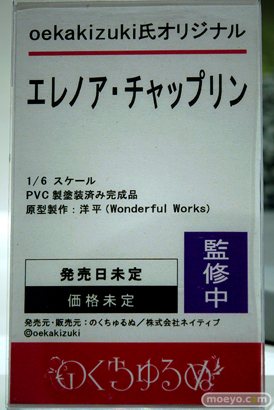 oekakizuki氏オリジナル
エレノア・チャップリン
1/6 スケール
PVC製塗装済み完成品
原型製作：洋平(Wonderful Works)
監修中
発売日未定
価格未定
発売元・販売元：のくちゅるぬ／株式会社ネイティブ
©oekakizuki
のくちゅるぬ
moeyo.com